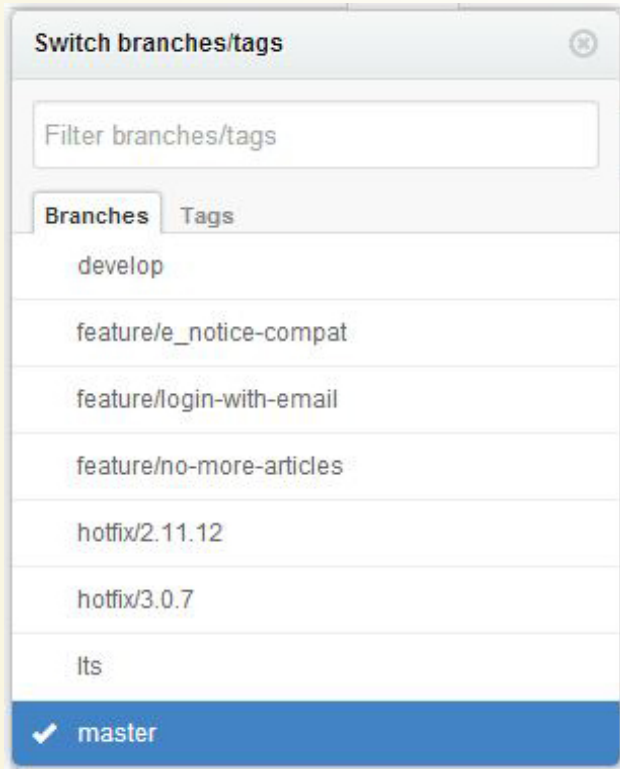 Switch branches/tags
Filter branches/tags
Branches Tags
develop
feature/e_notice-compat
feature/login-with-email
feature/no-more-articles
hotfix/2.11.12
hotfix/3.0.7
lts
master